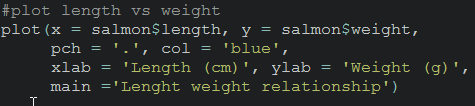 #plot length vs weight
plot(x = salmon$length, y = salmon$weight,
pch = '.', col = 'blue',
xlab = 'Length (cm)', ylab = 'Weight (g)',
main ='Lenght weight relationship')